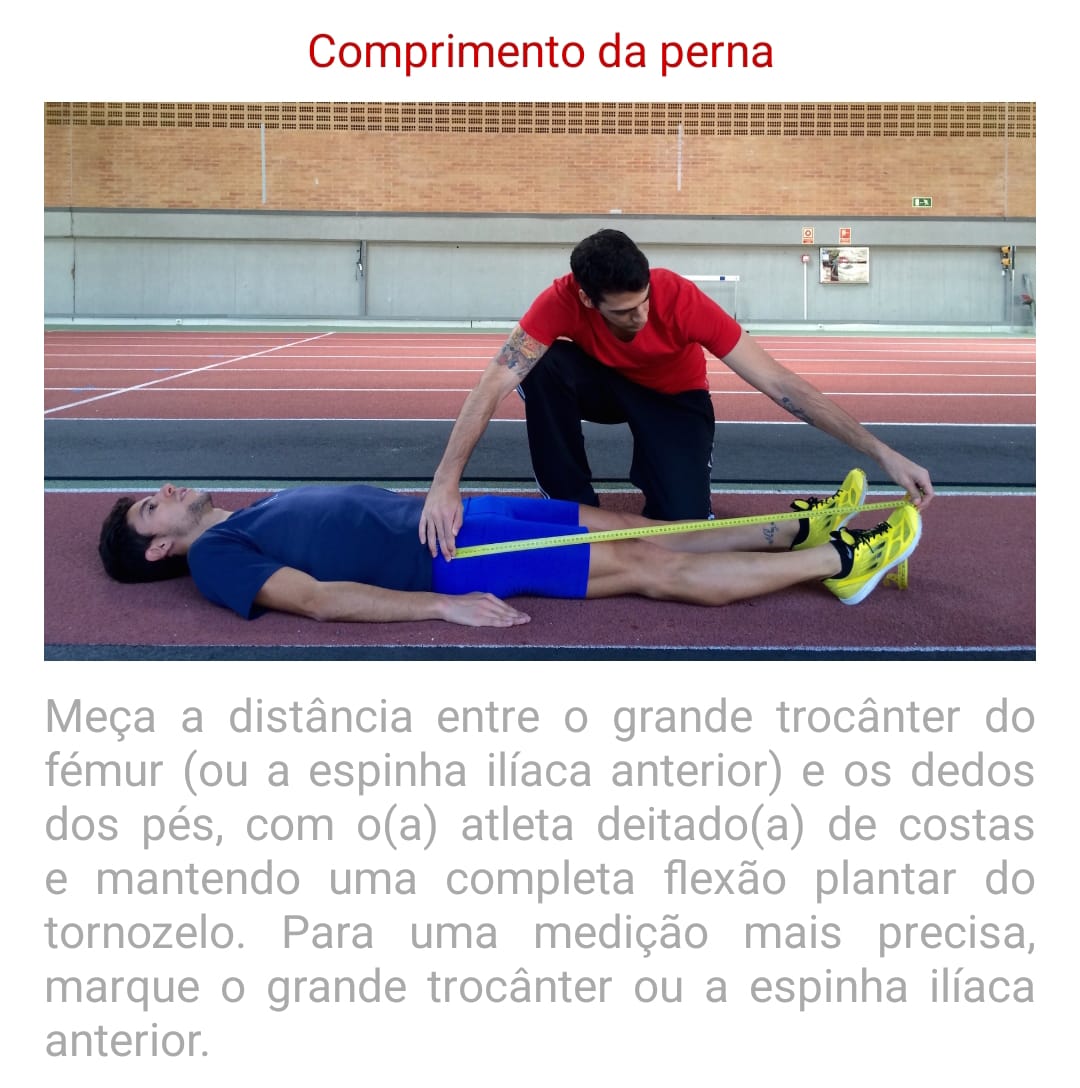 Comprimento da perna
Meça a distância entre o grande trocânter do
fémur (ou a espinha ilíaca anterior) e os dedos
dos pés, com o(a) atleta deitado(a) de costas
e mantendo uma completa flexão plantar do
tornozelo. Para uma medição mais precisa,
marque o grande trocânter ou a espinha ilíaca
anterior.